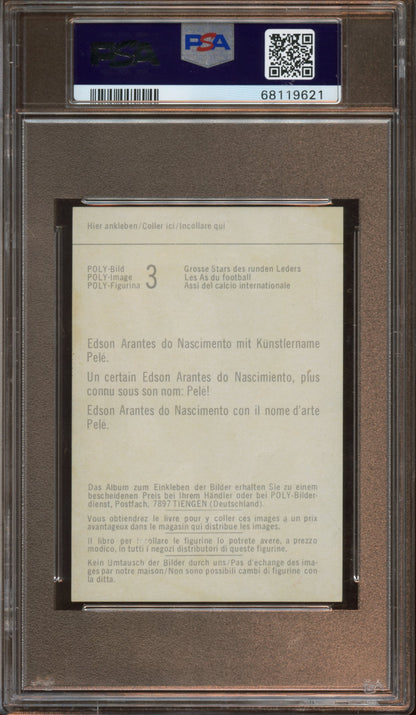 PSA
PSA
68119621
Hier ankleben/Coller ici/Incollare qui
POLY-Bild
POLY-Image
POLY-Figurina
3
Grosse Stars des runden Leders
Les As du football
Assi del calcio internationale
Edson Arantes do Nascimento mit Künstlername
Pelé.
Un certain Edson Arantes do Nascimiento, plus
connu sous son nom: Pelé!
Edson Arantes do Nascimento con il nome d'arte
Pelé.
Das Album zum Einkleben der Bilder erhalten Sie zu einem
bescheidenen Preis bei Ihrem Händler oder bei POLY-Bilder-
dienst, Postfach, 7897 TIENGEN (Deutschland).
Vous obtiendrez le livre pour y coller ces images a un prix
avantageux dans le magasin qui distribue les images.
Il libro per incollare le figurine lo potrete avere, a prezzo
modico, in tutti i negozi distributori di queste figurine.
Kein Umtausch der Bilder durch uns/Pas d'échange des ima-
ges par notre maison/Non sono possibili cambi di figurine con
la ditta.